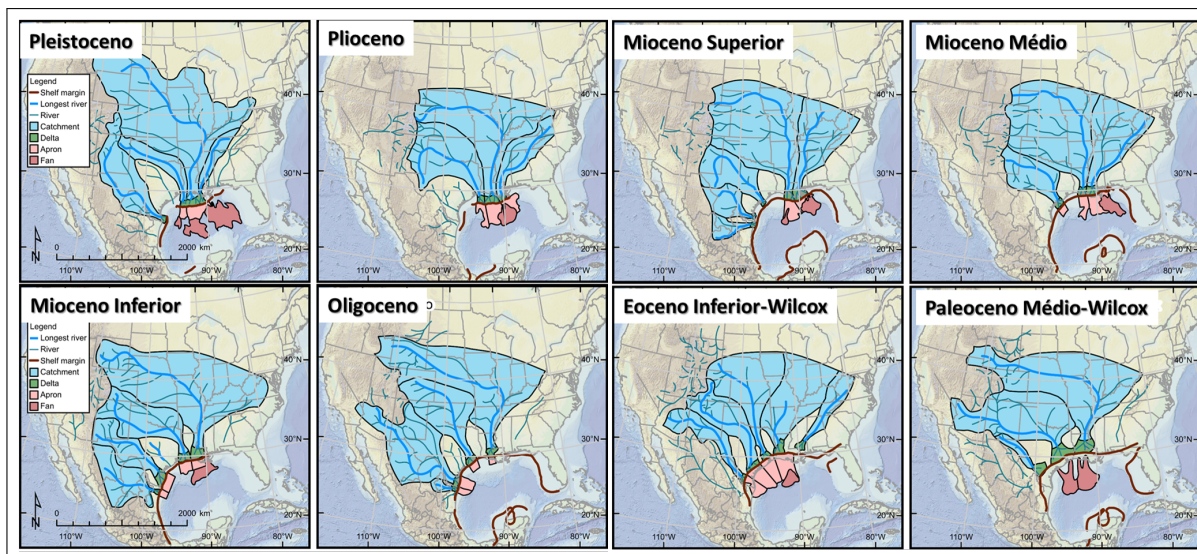 Pleistoceno
Legend
Shelf margin
Longest river
River
Catchment
Delta
Apron
Fan
N
0 2000 km
110°W 100°W 90°W 80°W
40°N
30°N
20°N
Plioceno
100°W 90°W 80°W
40°N
30°N
20°N
Mioceno Superior
110°W 100°W 90°W 80°W
40°N
30°N
20°N
Mioceno Médio
110°W 100°W 90°W 80°W
40°N
30°N
20°N
Mioceno Inferior
Legend
Longest river
River
Shelf margin
Catchment
Delta
Apron
Fan
N
0 2000 km
110°W 100°W 90°W 80°W
40°N
30°N
20°N
Oligoceno
110°W 100°W 90°W 80°W
40°N
30°N
20°N
Eoceno Inferior-Wilcox
110°W 100°W 90°W 80°W
40°N
30°N
20°N
Paleoceno Médio-Wilcox
110°W 100°W 90°W 80°W
40°N
30°N
20°N